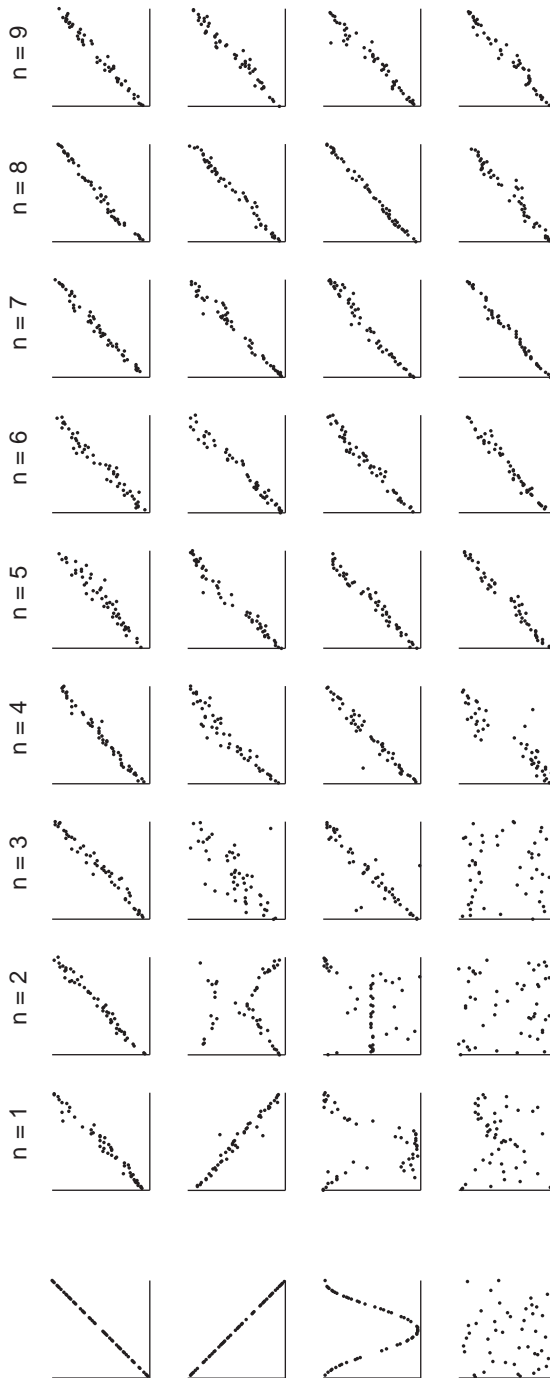 n = 1
n = 2
n = 3
n = 4
n = 5
n = 6
n = 7
n = 8
n = 9